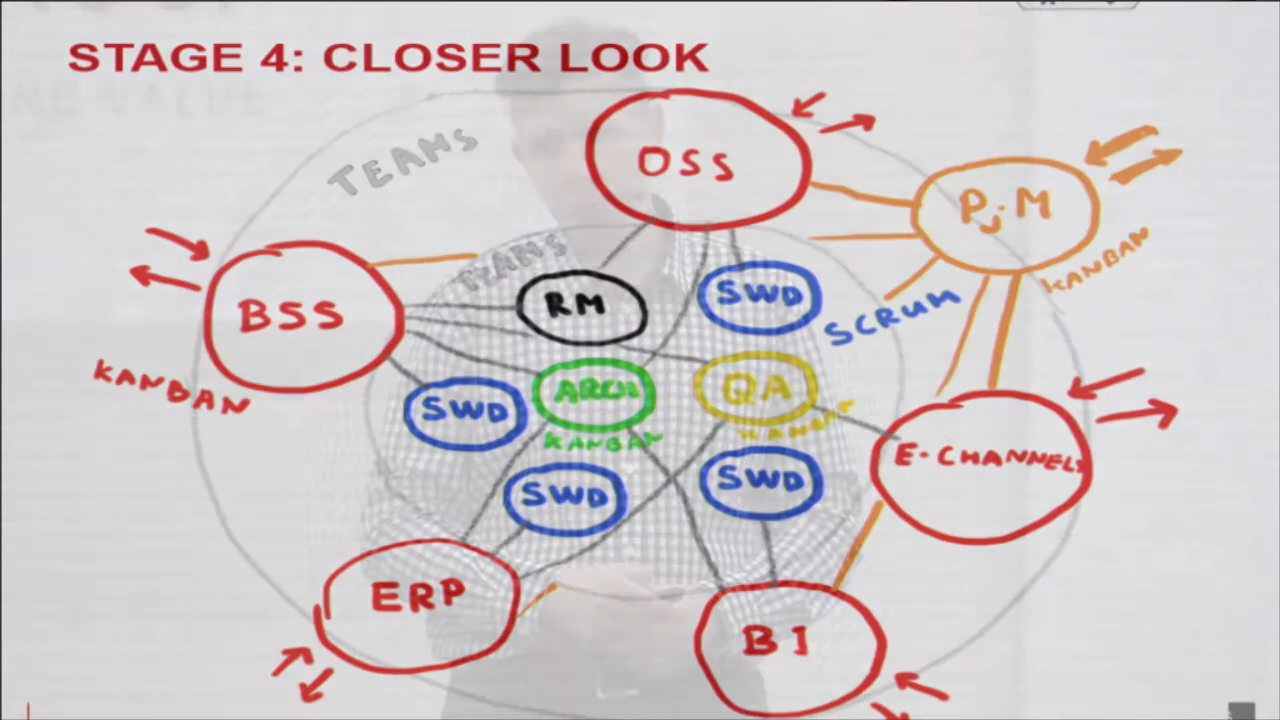 STAGE 4: CLOSER LOOK
TEAMS
OSS
P.M
KANBAN
TEAMS
BSS
KANBAN
RM
SWD
SCRUM
SWD
ARCH
KANBAN
QA
KANBAN
E-CHANNELS
SWD
SWD
ERP
BI